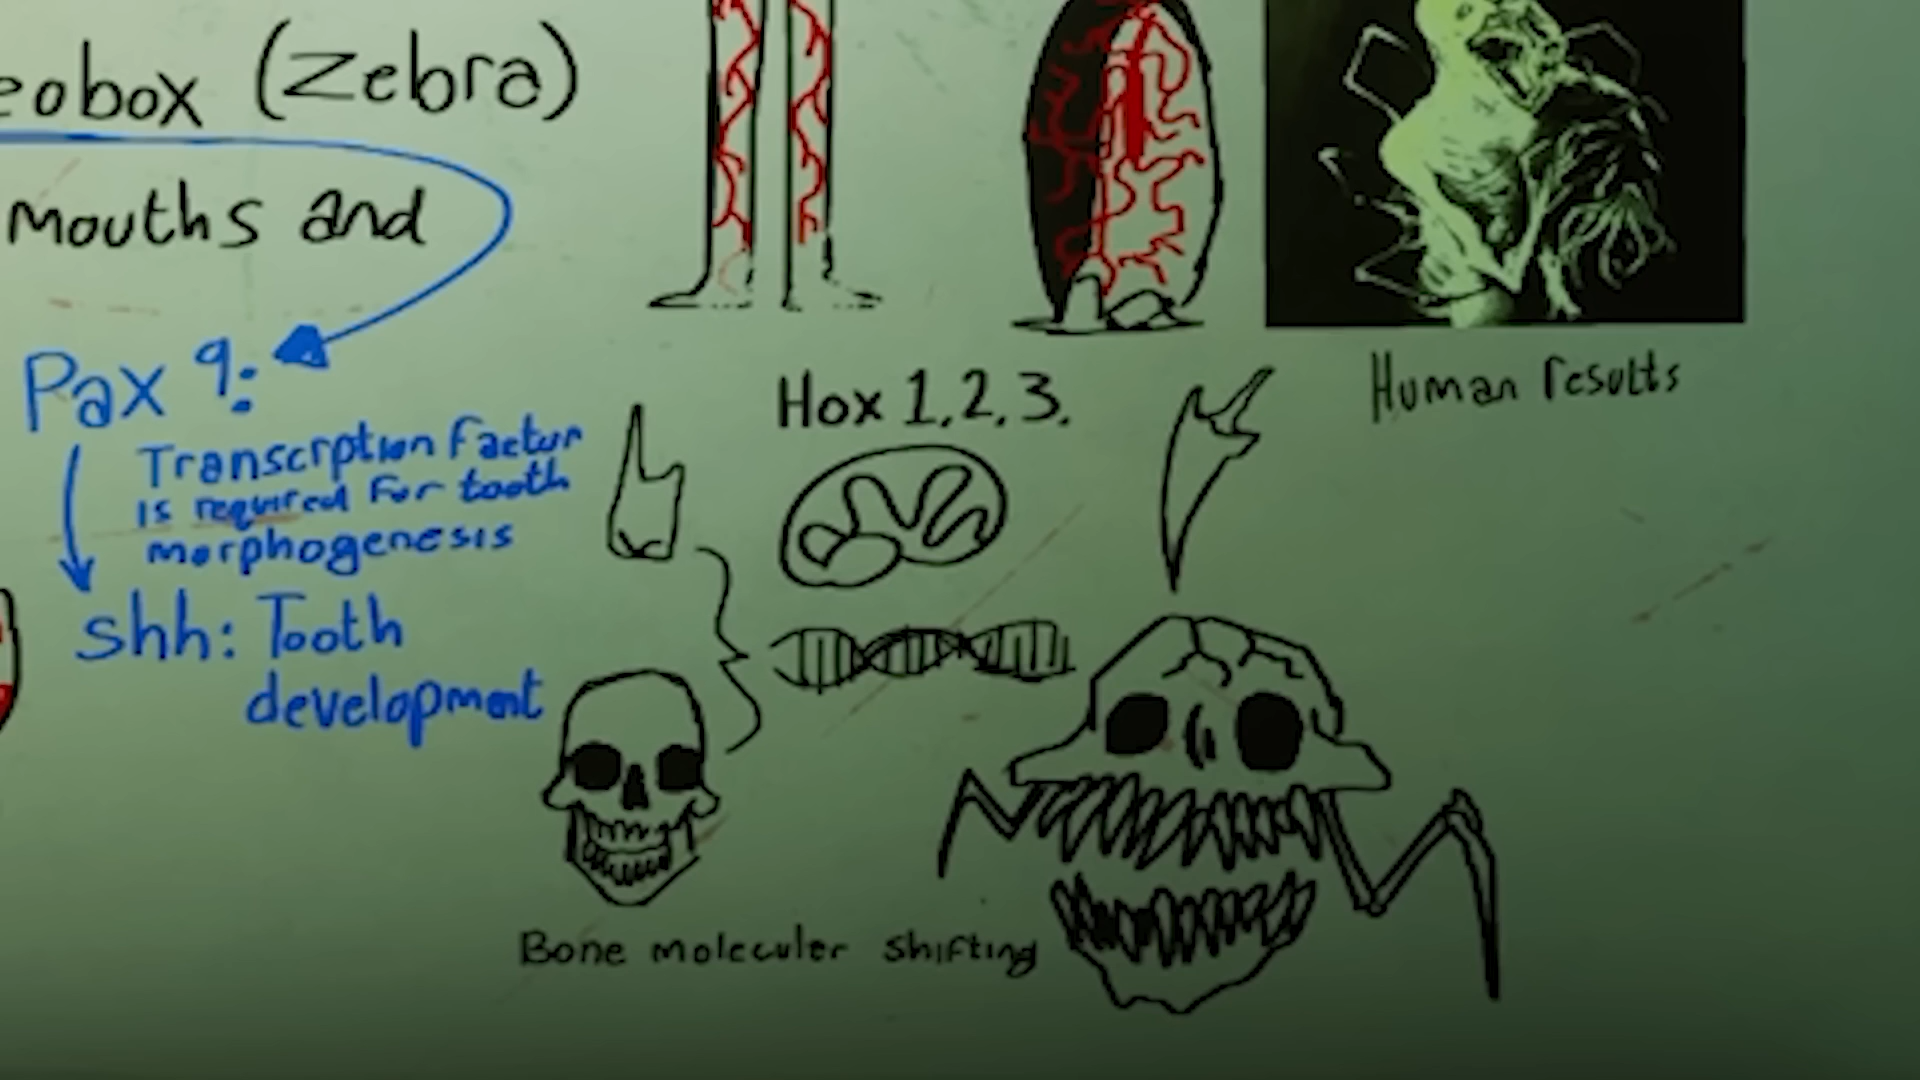 eobox (Zebra)
mouths and
Pax 9:
Transcrption factor
is required for tooth
morphogenesis
shh: Tooth
development
Hox 1,2,3.
Human results
Bone moleculer shifting